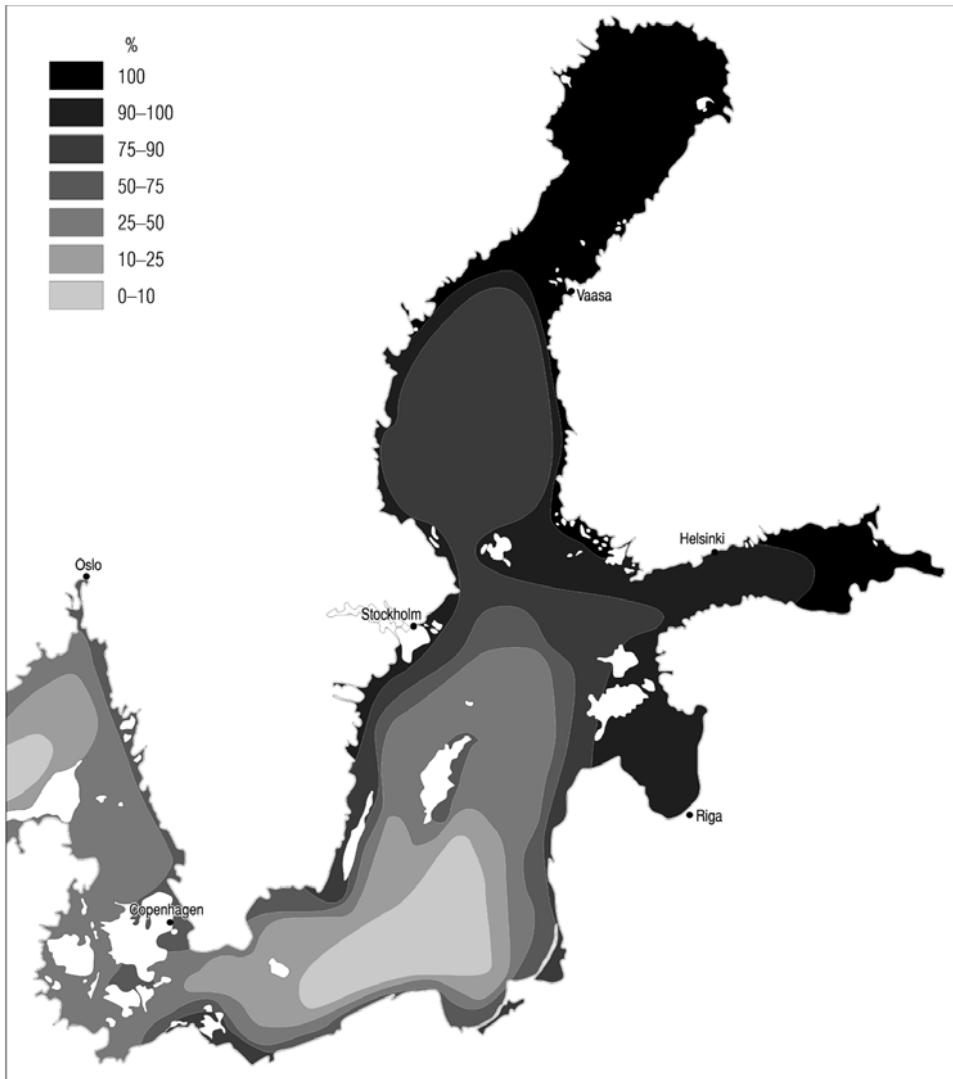 %
100
90–100
75–90
50–75
25–50
10–25
0–10
Vaasa
Helsinki
Oslo
Stockholm
Riga
Copenhagen